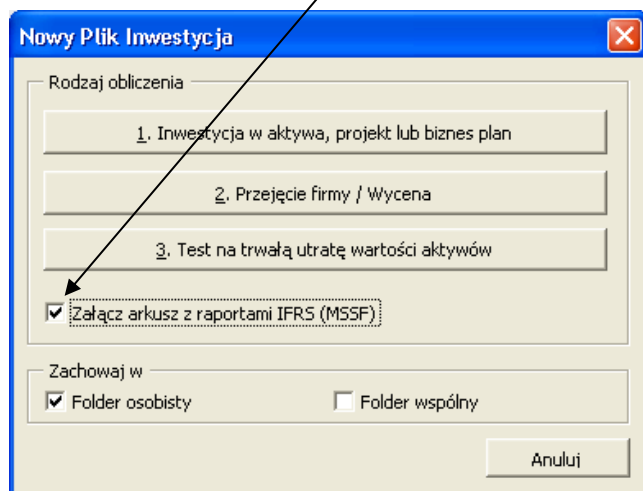 Nowy Plik Inwestycja
Rodzaj obliczenia
1. Inwestycja w aktywa, projekt lub biznes plan
2. Przejęcie firmy / Wycena
3. Test na trwałą utratę wartości aktywów
Załącz arkusz z raportami IFRS (MSSF)
Zachowaj w
Folder osobisty Folder wspólny
Anuluj